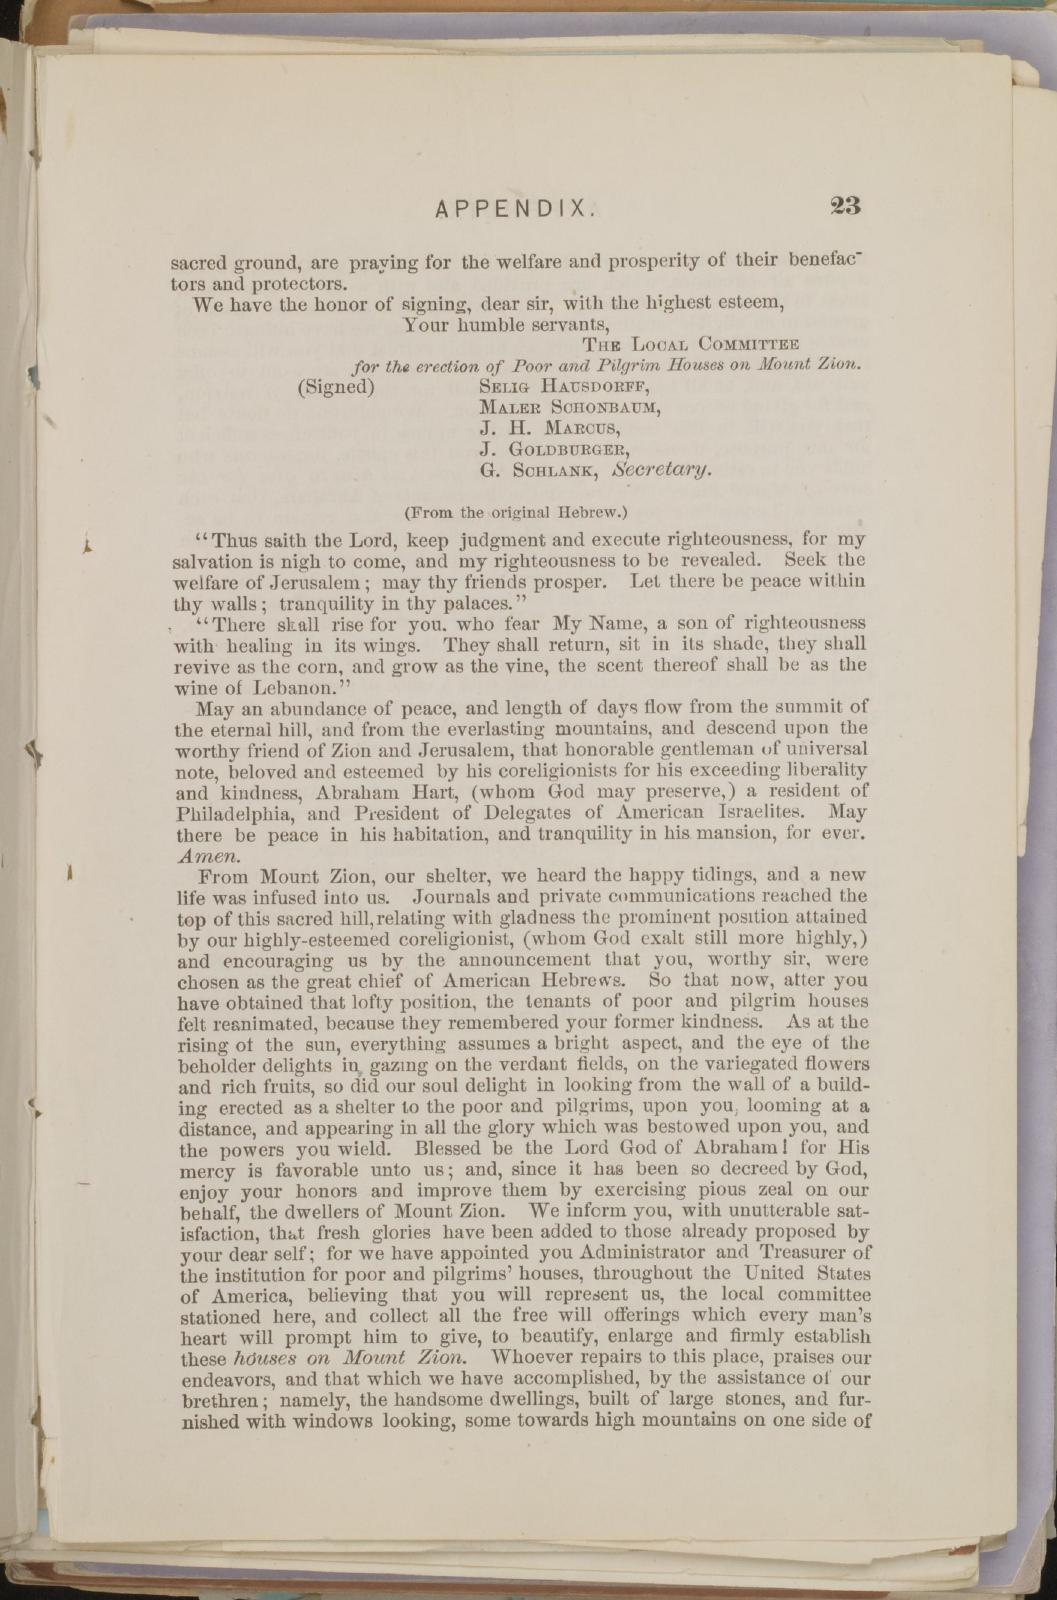 APPENDIX. 23
sacred ground, are praying for the welfare and prosperity of their benefac-
tors and protectors.
We have the honor of signing, dear sir, with the highest esteem,
Your humble servants,
THE LOCAL COMMITTEE
for the erection of Poor and Pilgrim Houses on Mount Zion.
(Signed) SELIG HAUSDORFF,
MALER SCHONBAUM,
J. H. MARCUS,
J. GOLDBURGER,
G. SCHLANK, Secretary.
(From the original Hebrew.)
“Thus saith the Lord, keep judgment and execute righteousness, for my
salvation is nigh to come, and my righteousness to be revealed. Seek the
welfare of Jerusalem; may thy friends prosper. Let there be peace within
thy walls; tranquility in thy palaces.”
“There shall rise for you. who fear My Name, a son of righteousness
with healing in its wings. They shall return, sit in its shade, they shall
revive as the corn, and grow as the vine, the scent thereof shall be as the
wine of Lebanon.”
May an abundance of peace, and length of days flow from the summit of
the eternal hill, and from the everlasting mountains, and descend upon the
worthy friend of Zion and Jerusalem, that honorable gentleman of universal
note, beloved and esteemed by his coreligionists for his exceeding liberality
and kindness, Abraham Hart, (whom God may preserve,) a resident of
Philadelphia, and President of Delegates of American Israelites. May
there be peace in his habitation, and tranquility in his mansion, for ever.
Amen.
From Mount Zion, our shelter, we heard the happy tidings, and a new
life was infused into us. Journals and private communications reached the
top of this sacred hill, relating with gladness the prominent position attained
by our highly-esteemed coreligionist, (whom God exalt still more highly,)
and encouraging us by the announcement that you, worthy sir, were
chosen as the great chief of American Hebrews. So that now, after you
have obtained that lofty position, the tenants of poor and pilgrim houses
felt reanimated, because they remembered your former kindness. As at the
rising of the sun, everything assumes a bright aspect, and the eye of the
beholder delights in gazing on the verdant fields, on the variegated flowers
and rich fruits, so did our soul delight in looking from the wall of a build-
ing erected as a shelter to the poor and pilgrims, upon you, looming at a
distance, and appearing in all the glory which was bestowed upon you, and
the powers you wield. Blessed be the Lord God of Abraham! for His
mercy is favorable unto us; and, since it has been so decreed by God,
enjoy your honors and improve them by exercising pious zeal on our
behalf, the dwellers of Mount Zion. We inform you, with unutterable sat-
isfaction, that fresh glories have been added to those already proposed by
your dear self; for we have appointed you Administrator and Treasurer of
the institution for poor and pilgrims’ houses, throughout the United States
of America, believing that you will represent us, the local committee
stationed here, and collect all the free will offerings which every man’s
heart will prompt him to give, to beautify, enlarge and firmly establish
these houses on Mount Zion. Whoever repairs to this place, praises our
endeavors, and that which we have accomplished, by the assistance of our
brethren; namely, the handsome dwellings, built of large stones, and fur-
nished with windows looking, some towards high mountains on one side of